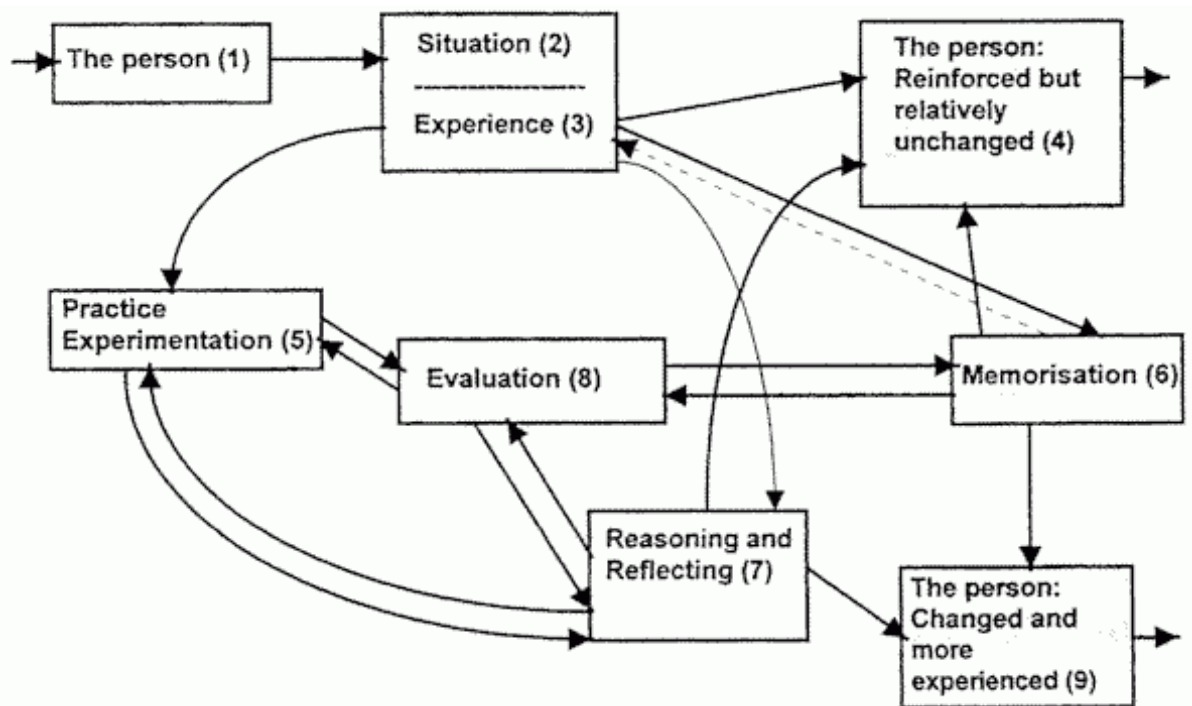 The person (1)
Situation (2)
Experience (3)
The person:
Reinforced but
relatively
unchanged (4)
Practice
Experimentation (5)
Evaluation (8)
Memorisation (6)
Reasoning and
Reflecting (7)
The person:
Changed and
more
experienced (9)